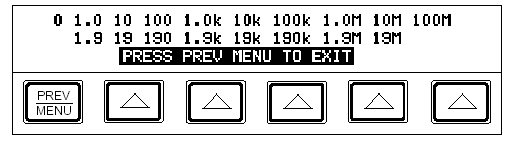 0 1.0 10 100 1.0k 10k 100k 1.0M 10M 100M
1.9 19 190 1.9k 19k 190k 1.9M 19M
PRESS PREV MENU TO EXIT
PREV
MENU